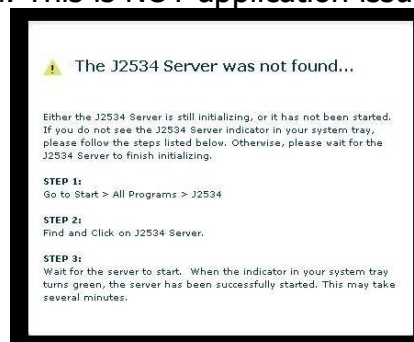 This is NOT application issu
The J2534 Server was not found...
Either the J2534 Server is still initializing, or it has not been started.
If you do not see the J2534 Server indicator in your system tray,
please follow the steps listed below. Otherwise, please wait for the
J2534 Server to finish initializing.
STEP 1:
Go to Start > All Programs > J2534
STEP 2:
Find and Click on J2534 Server.
STEP 3:
Wait for the server to start. When the indicator in your system tray
turns green, the server has been successfully started. This may take
several minutes.